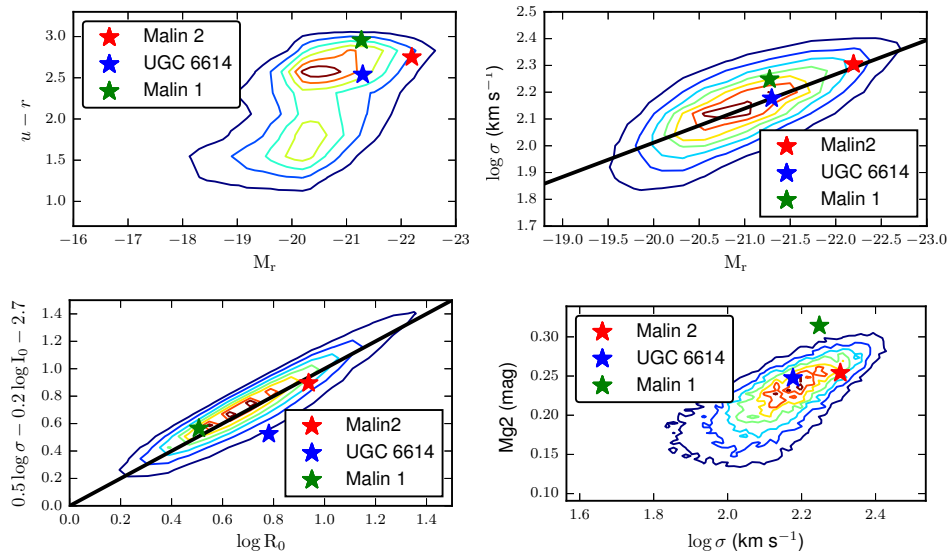 3.0
2.5
2.0
1.5
1.0
u − r
Malin 2
UGC 6614
Malin 1
−16 −17 −18 −19 −20 −21 −22 −23
M_r
2.5
2.4
2.3
2.2
2.1
2.0
1.9
1.8
1.7
log σ (km s⁻¹)
Malin2
UGC 6614
Malin 1
−19.0 −19.5 −20.0 −20.5 −21.0 −21.5 −22.0 −22.5 −23.0
M_r
1.4
1.2
1.0
0.8
0.6
0.4
0.2
0.0
0.5 log σ − 0.2 log I₀ − 2.7
Malin2
UGC 6614
Malin 1
0.0 0.2 0.4 0.6 0.8 1.0 1.2 1.4
log R₀
0.30
0.25
0.20
0.15
0.10
Mg2 (mag)
Malin 2
UGC 6614
Malin 1
1.6 1.8 2.0 2.2 2.4
log σ (km s⁻¹)